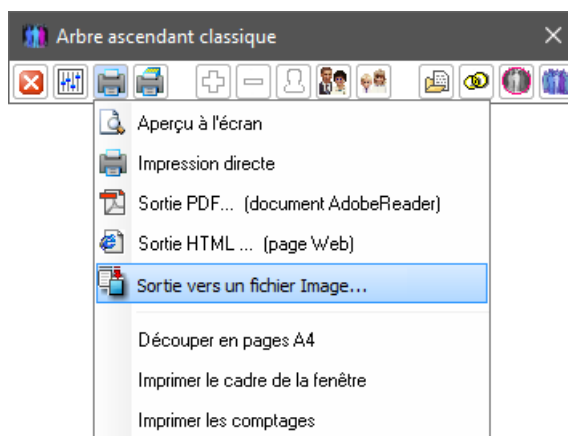 Arbre ascendant classique
Aperçu à l'écran
Impression directe
Sortie PDF... (document AdobeReader)
Sortie HTML ... (page Web)
Sortie vers un fichier Image...
Découper en pages A4
Imprimer le cadre de la fenêtre
Imprimer les comptages